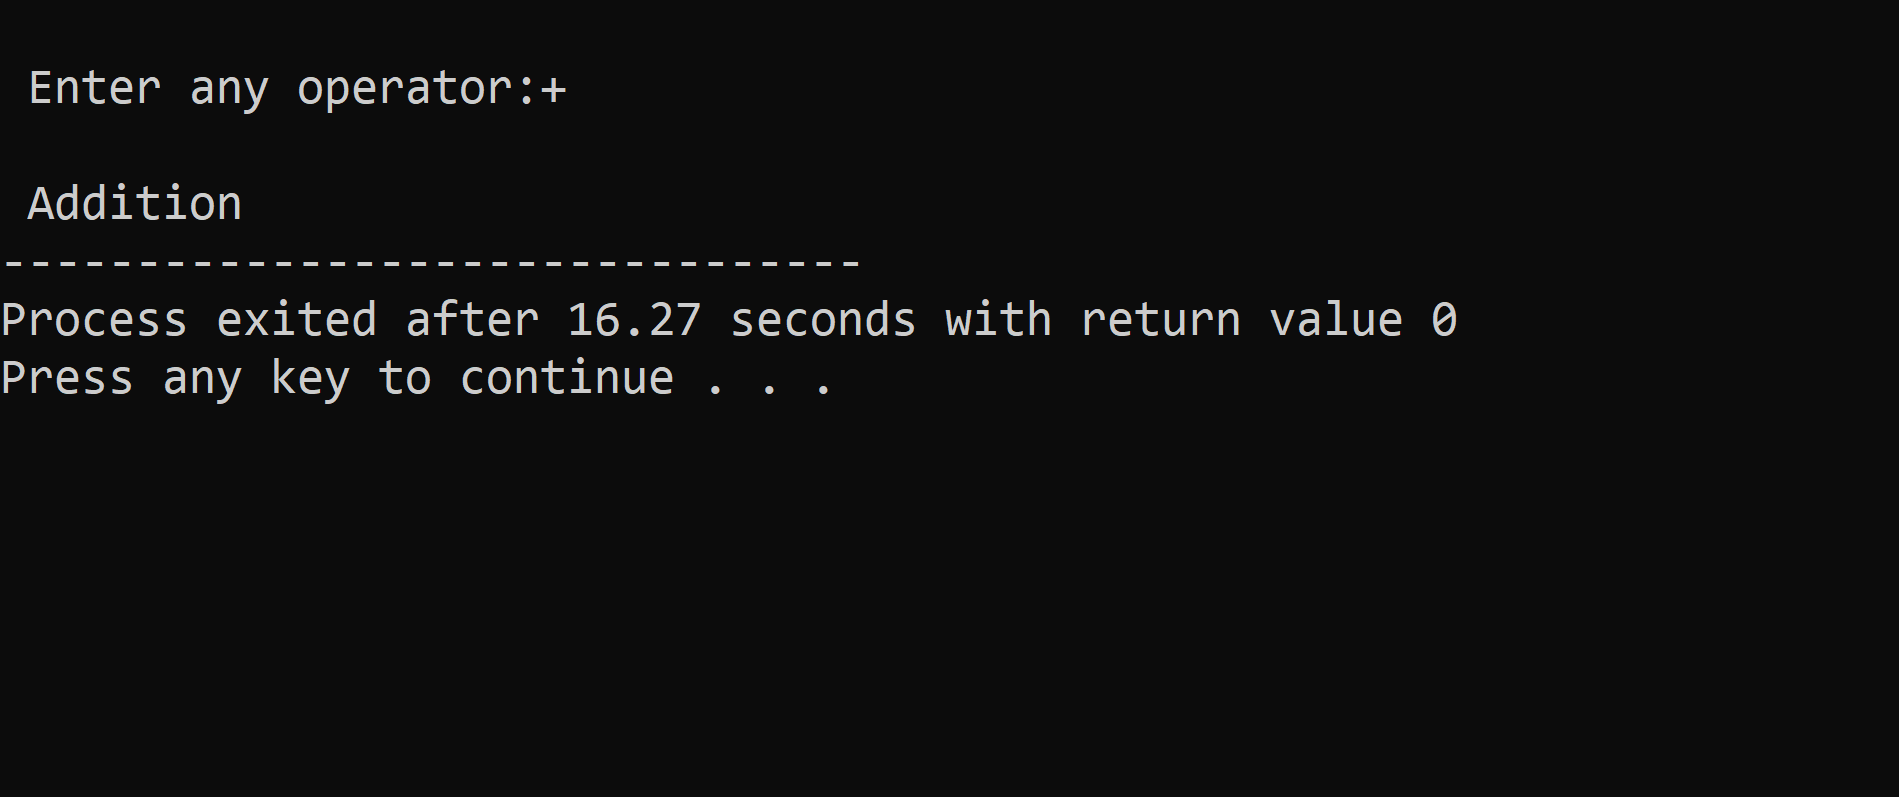 Enter any operator:+
Addition
--------------------------------
Process exited after 16.27 seconds with return value 0
Press any key to continue . . .